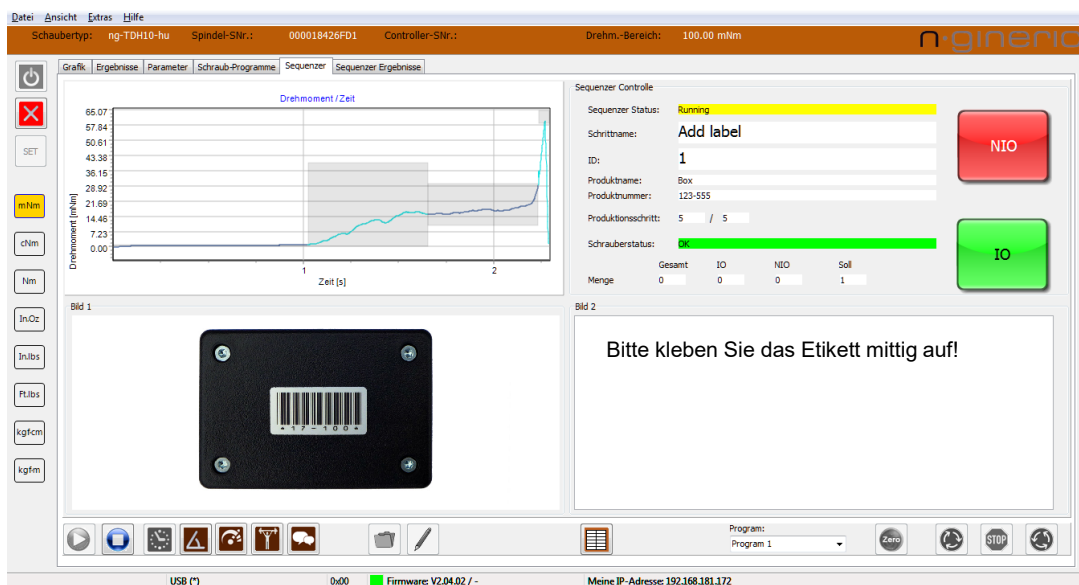 Datei Ansicht Extras Hilfe
Schaubertyp: ng-TDH10-hu Spindel-SNr.: 000018426FD1 Controller-SNr.: Drehm.-Bereich: 100.00 mNm n·gineric
Grafik Ergebnisse Parameter Schraub-Programme Sequenzer Sequenzer Ergebnisse
SET
mNm
cNm
Nm
In.Oz
In.lbs
Ft.lbs
kgf·cm
kgf·m
Drehmoment / Zeit
Drehmoment [mNm]
65.07
57.84
50.61
43.38
36.15
28.92
21.69
14.46
7.23
0.00
1 2
Zeit [s]
Sequenzer Controlle
Sequenzer Status: Running
Schrittname: Add label
ID: 1
Produktname: Box
Produktnummer: 123-555
Produktionsschritt: 5 / 5
Schrauberstatus: OK
Gesamt IO NIO Soll
Menge 0 0 0 1
NIO
IO
Bild 1
*17-100*
Bild 2
Bitte kleben Sie das Etikett mittig auf!
Program:
Program 1
Zero
STOP
USB (*) 0x00 Firmware: V2.04.02 / - Meine IP-Adresse: 192.168.181.172